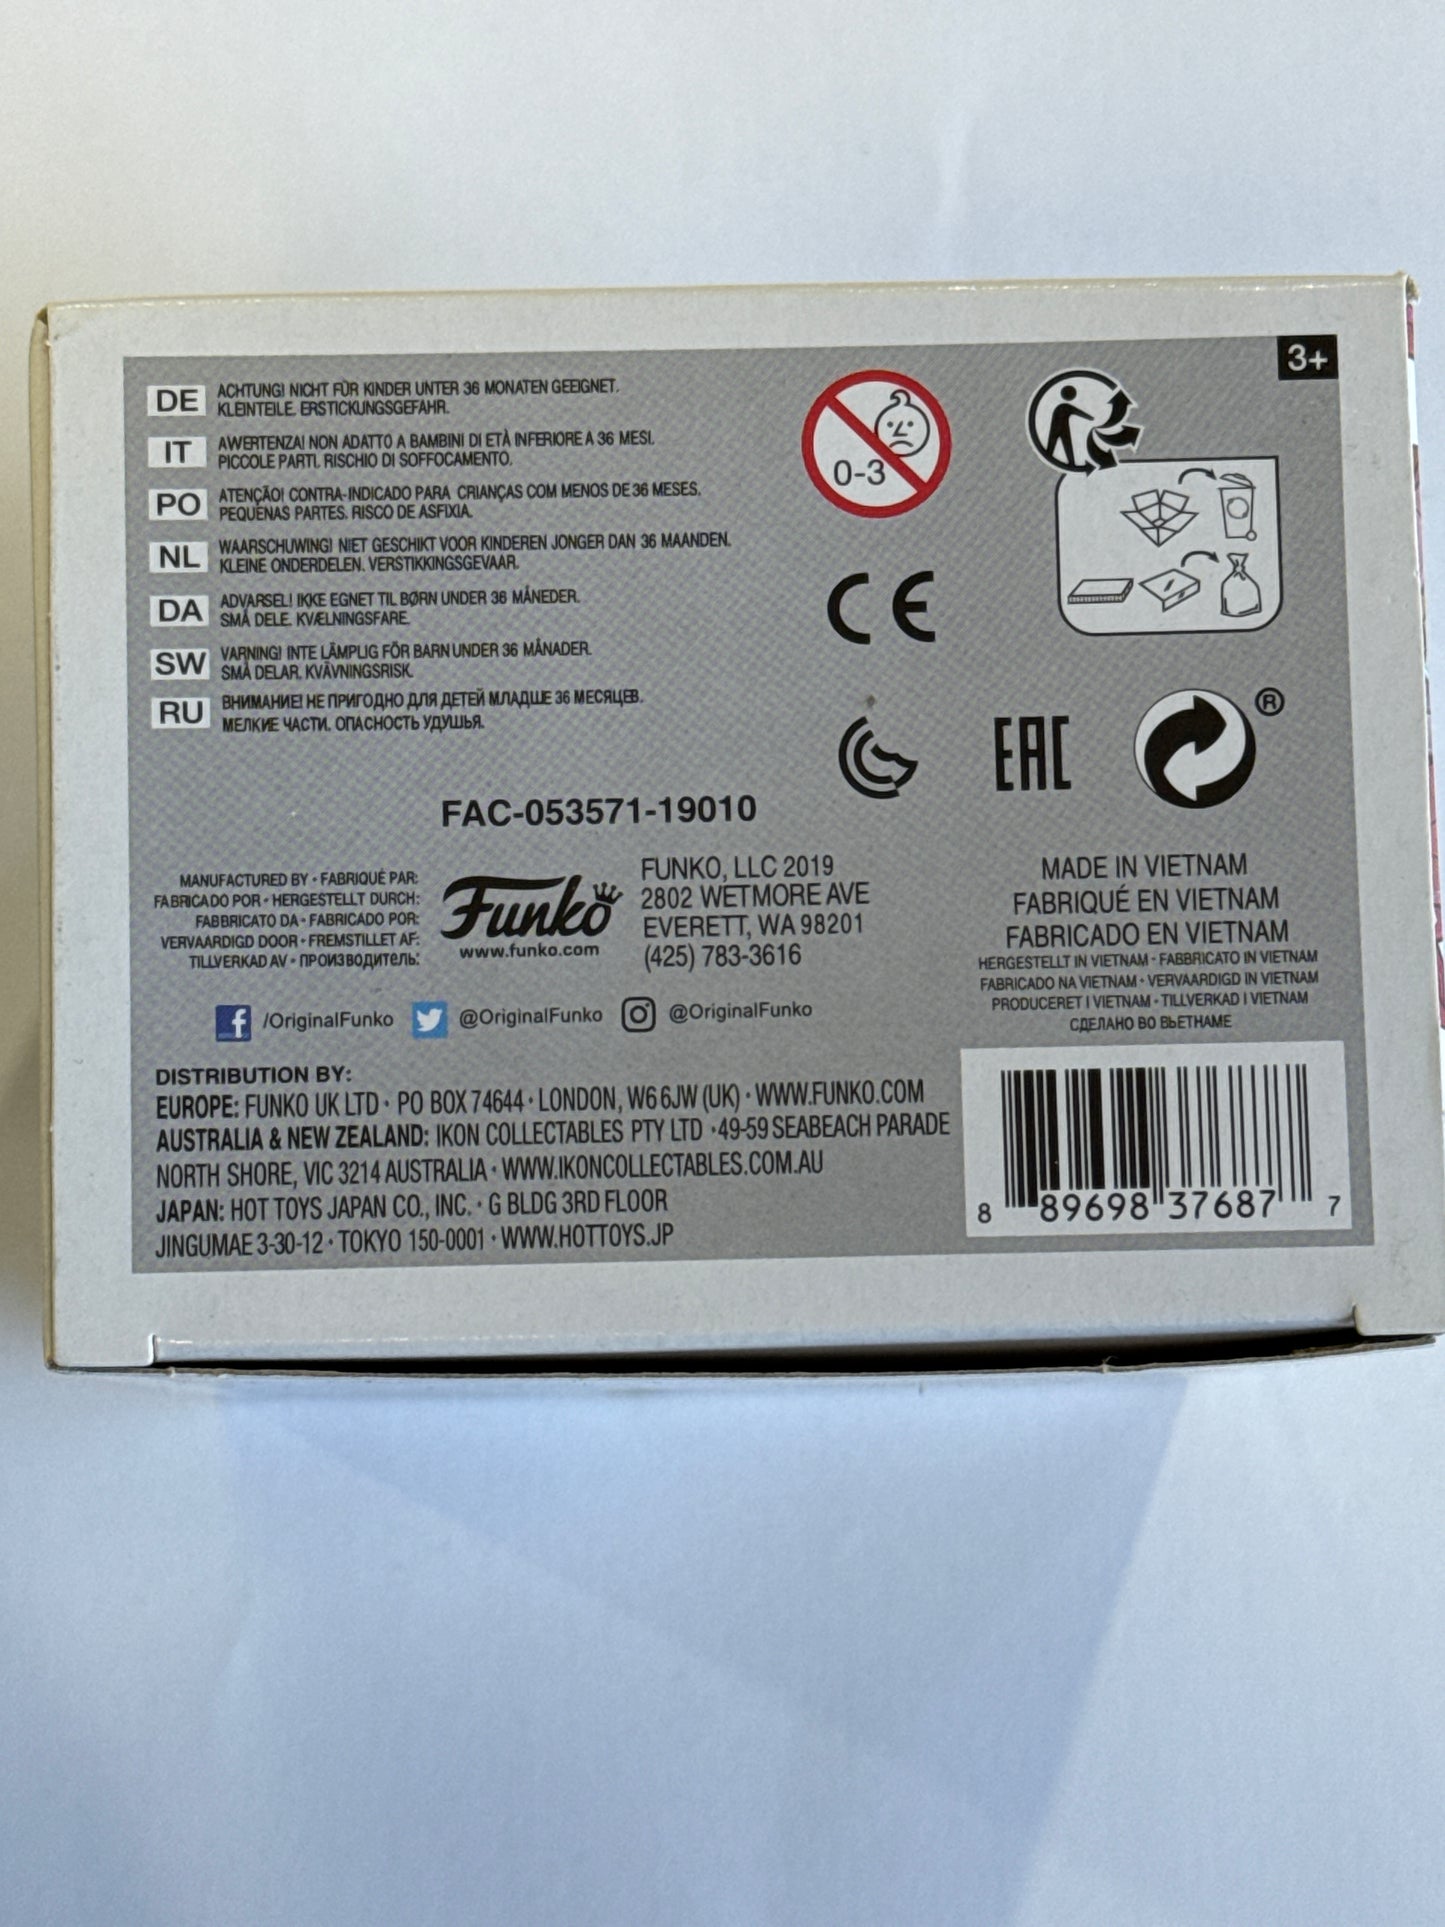 3+
DE ACHTUNG! NICHT FÜR KINDER UNTER 36 MONATEN GEEIGNET.
KLEINTEILE. ERSTICKUNGSGEFAHR.
IT AWERTENZA! NON ADATTO A BAMBINI DI ETÀ INFERIORE A 36 MESI.
PICCOLE PARTI. RISCHIO DI SOFFOCAMENTO.
PO ATENÇÃO! CONTRA-INDICADO PARA CRIANÇAS COM MENOS DE 36 MESES.
PEQUENAS PARTES. RISCO DE ASFIXIA.
NL WAARSCHUWING! NIET GESCHIKT VOOR KINDEREN JONGER DAN 36 MAANDEN.
KLEINE ONDERDELEN. VERSTIKKINGSGEVAAR.
DA ADVARSEL! IKKE EGNET TIL BØRN UNDER 36 MÅNEDER.
SMÅ DELE. KVÆLNINGSFARE.
SW VARNING! INTE LÄMPLIG FÖR BARN UNDER 36 MÅNADER.
SMÅ DELAR. KVÄVNINGSRISK.
RU ВНИМАНИЕ! НЕ ПРИГОДНО ДЛЯ ДЕТЕЙ МЛАДШЕ 36 МЕСЯЦЕВ.
МЕЛКИЕ ЧАСТИ. ОПАСНОСТЬ УДУШЬЯ.
0-3
CE
EAC
®
FAC-053571-19010
MANUFACTURED BY • FABRIQUÉ PAR:
FABRICADO POR • HERGESTELLT DURCH:
FABBRICATO DA • FABRICADO POR:
VERVAARDIGD DOOR • FREMSTILLET AF:
TILLVERKAD AV • ПРОИЗВОДИТЕЛЬ:
Funko
www.funko.com
FUNKO, LLC 2019
2802 WETMORE AVE
EVERETT, WA 98201
(425) 783-3616
MADE IN VIETNAM
FABRIQUÉ EN VIETNAM
FABRICADO EN VIETNAM
HERGESTELLT IN VIETNAM • FABBRICATO IN VIETNAM
FABRICADO NA VIETNAM • VERVAARDIGD IN VIETNAM
PRODUCERET I VIETNAM • TILLVERKAD I VIETNAM
СДЕЛАНО ВО ВЬЕТНАМЕ
f /OriginalFunko @OriginalFunko @OriginalFunko
DISTRIBUTION BY:
EUROPE: FUNKO UK LTD • PO BOX 74644 • LONDON, W6 6JW (UK) • WWW.FUNKO.COM
AUSTRALIA & NEW ZEALAND: IKON COLLECTABLES PTY LTD • 49-59 SEABEACH PARADE
NORTH SHORE, VIC 3214 AUSTRALIA • WWW.IKONCOLLECTABLES.COM.AU
JAPAN: HOT TOYS JAPAN CO., INC. • G BLDG 3RD FLOOR
JINGUMAE 3-30-12 • TOKYO 150-0001 • WWW.HOTTOYS.JP
8 89698 37687 7